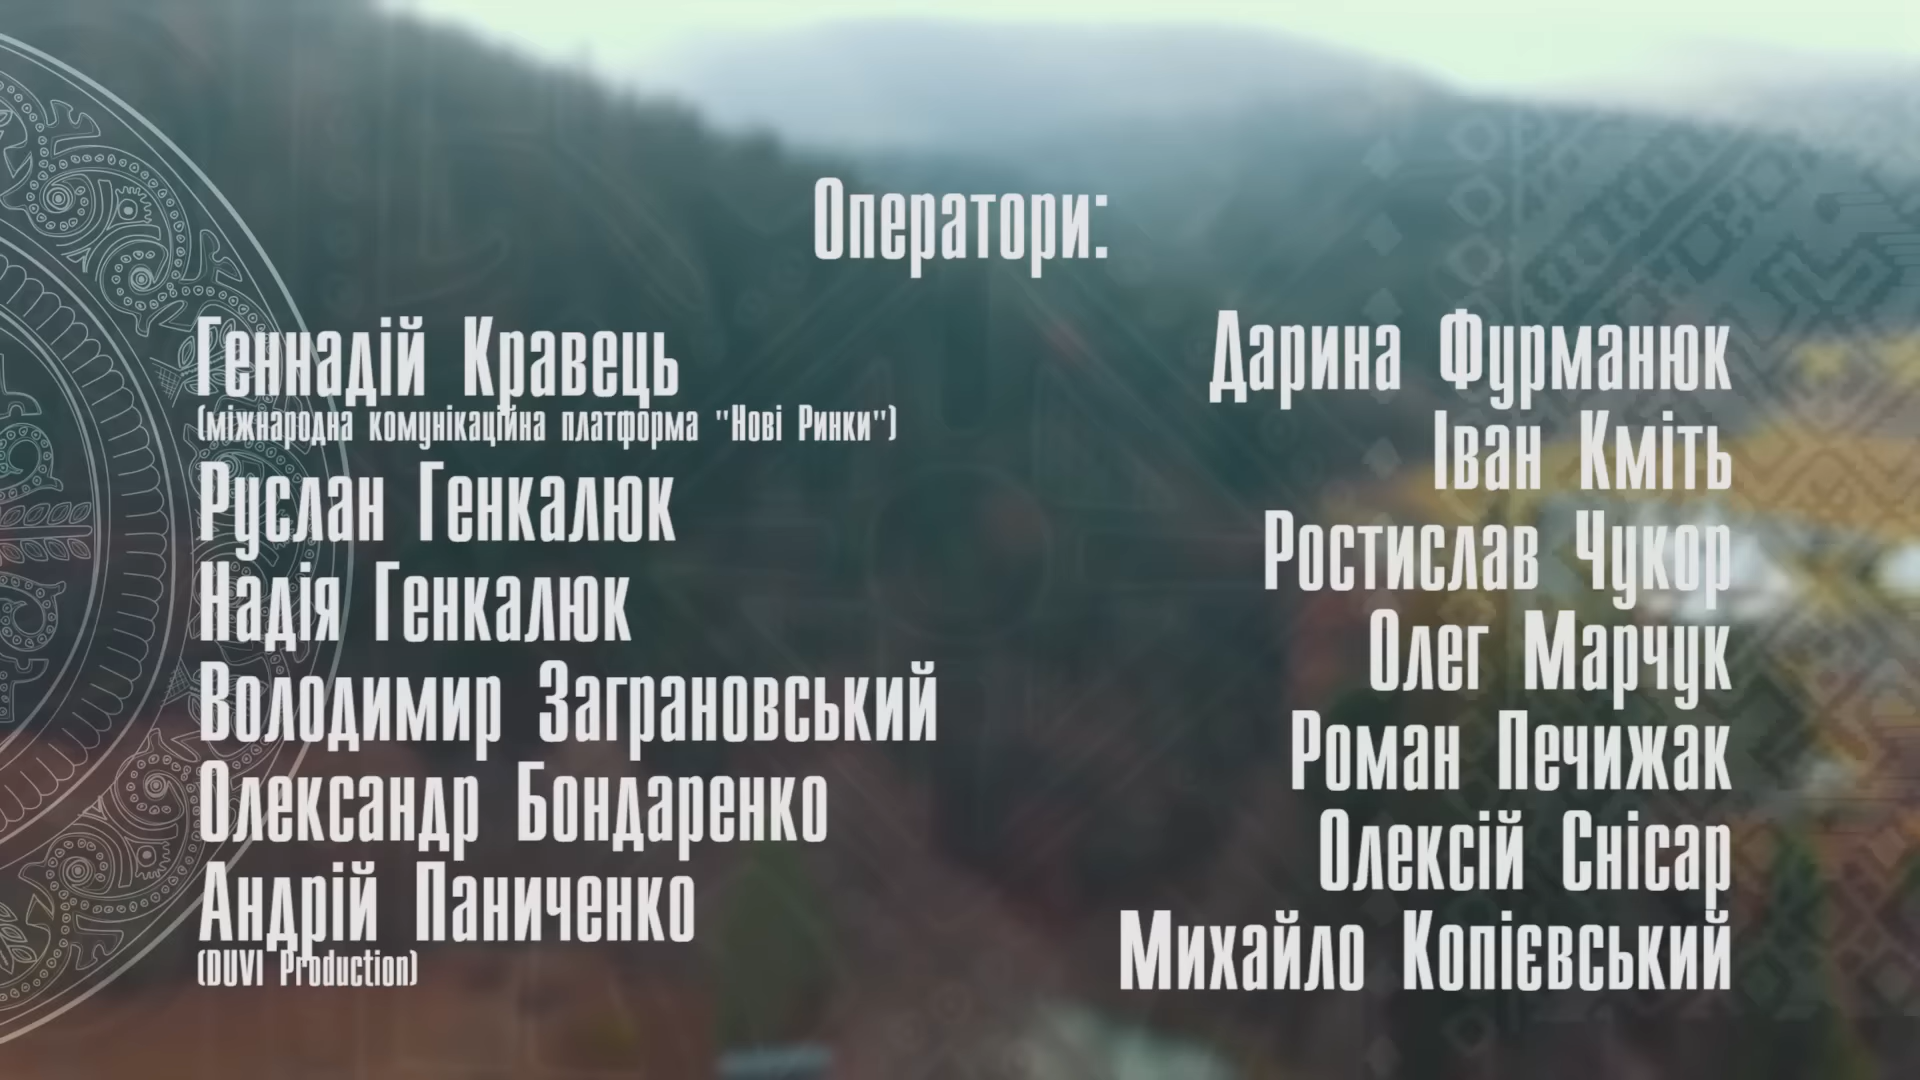 Оператори:
Геннадій Кравець
(міжнародна комунікаційна платформа "Нові Ринки")
Руслан Генкалюк
Надія Генкалюк
Володимир Заграновський
Олександр Бондаренко
Андрій Паниченко
(DUVI Production)
Дарина Фурманюк
Іван Кміть
Ростислав Чукор
Олег Марчук
Роман Печижак
Олексій Снісар
Михайло Копієвський